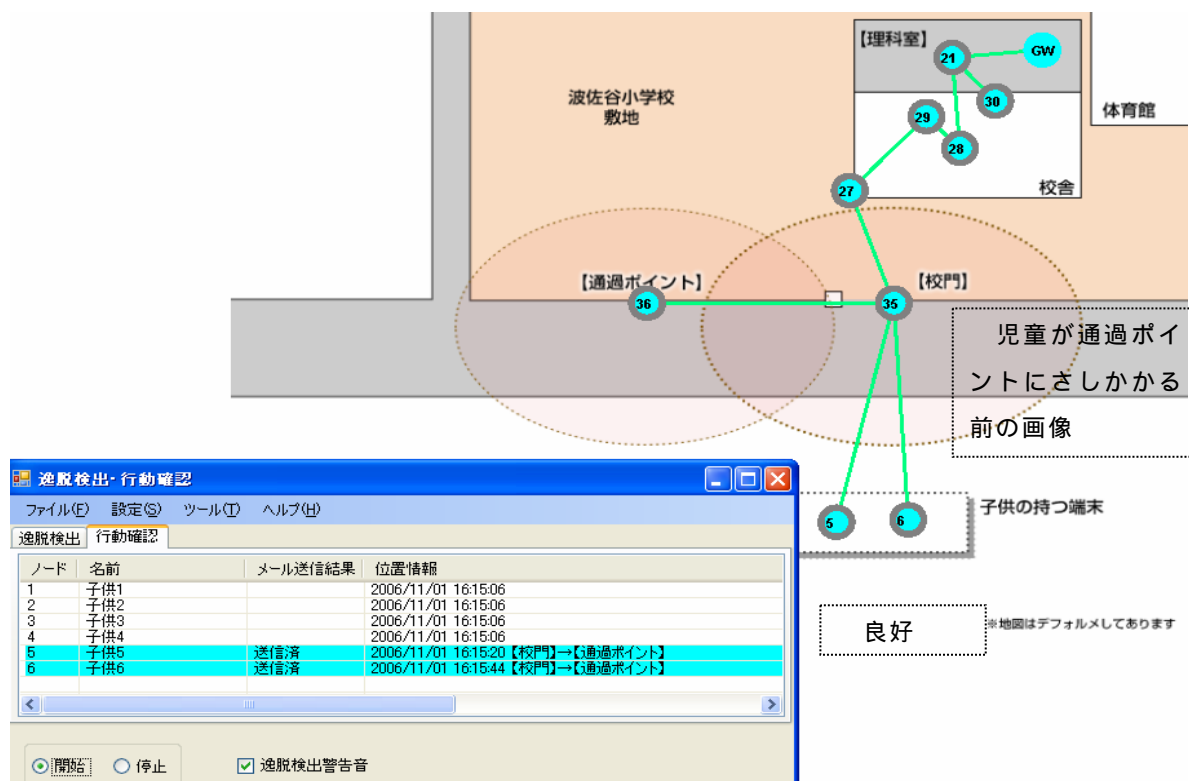 【理科室】
21
GW
30
29
28
体育館
波佐谷小学校
敷地
校舎
27
【通過ポイント】
【校門】
36
35
児童が通過ポイ
ントにさしかかる
前の画像
5
6
子供の持つ端末
良好
※地図はデフォルメしてあります
逸脱検出・行動確認
ファイル(F) 設定(S) ツール(T) ヘルプ(H)
逸脱検出 行動確認
ノード 名前 メール送信結果 位置情報
1 子供1 2006/11/01 16:15:06
2 子供2 2006/11/01 16:15:06
3 子供3 2006/11/01 16:15:06
4 子供4 2006/11/01 16:15:06
5 子供5 送信済 2006/11/01 16:15:20 【校門】→【通過ポイント】
6 子供6 送信済 2006/11/01 16:15:44 【校門】→【通過ポイント】
開始 停止 逸脱検出警告音